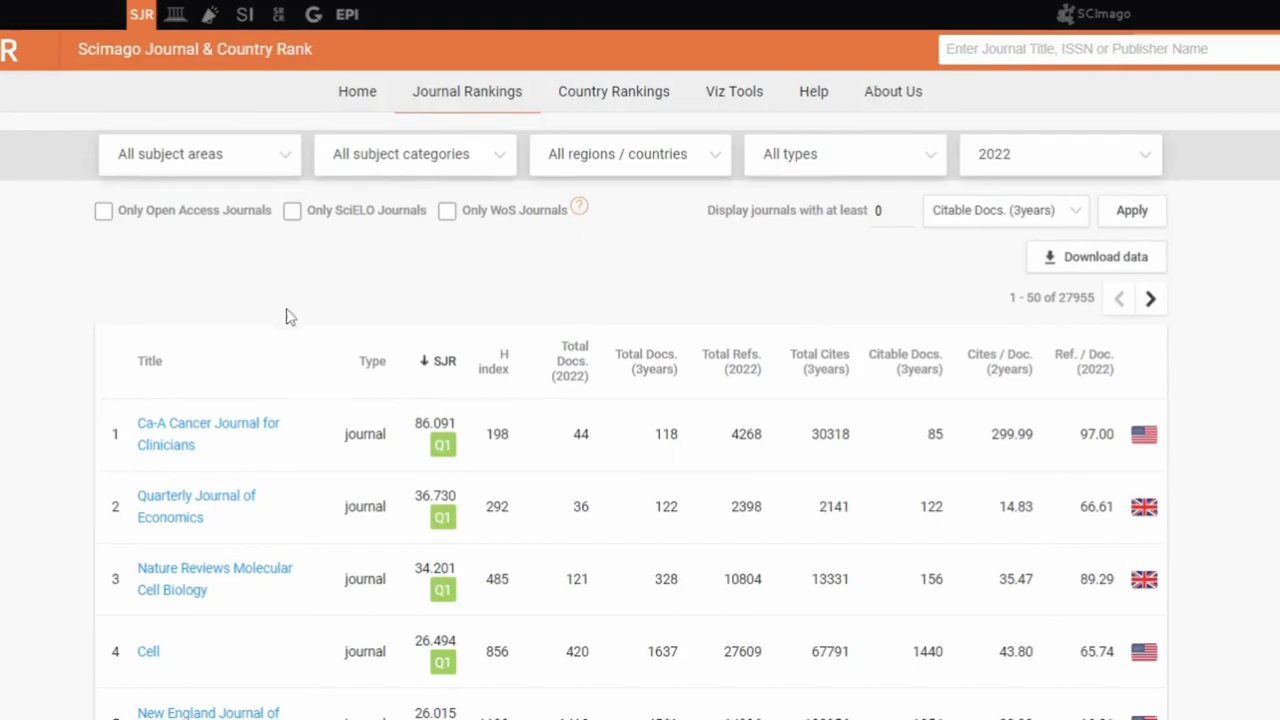 SJR SI SR CR G EPI SCImago
R Scimago Journal & Country Rank Enter Journal Title, ISSN or Publisher Name
Home Journal Rankings Country Rankings Viz Tools Help About Us
All subject areas All subject categories All regions / countries All types 2022
Only Open Access Journals Only SciELO Journals Only WoS Journals ? Display journals with at least 0 Citable Docs. (3years) Apply
Download data
1 - 50 of 27955
Title Type SJR H index Total Docs. (2022) Total Docs. (3years) Total Refs. (2022) Total Cites (3years) Citable Docs. (3years) Cites / Doc. (2years) Ref. / Doc. (2022)
1 Ca-A Cancer Journal for Clinicians journal 86.091 Q1 198 44 118 4268 30318 85 299.99 97.00
2 Quarterly Journal of Economics journal 36.730 Q1 292 36 122 2398 2141 122 14.83 66.61
3 Nature Reviews Molecular Cell Biology journal 34.201 Q1 485 121 328 10804 13331 156 35.47 89.29
4 Cell journal 26.494 Q1 856 420 1637 27609 67791 1440 43.80 65.74
New England Journal of 26.015